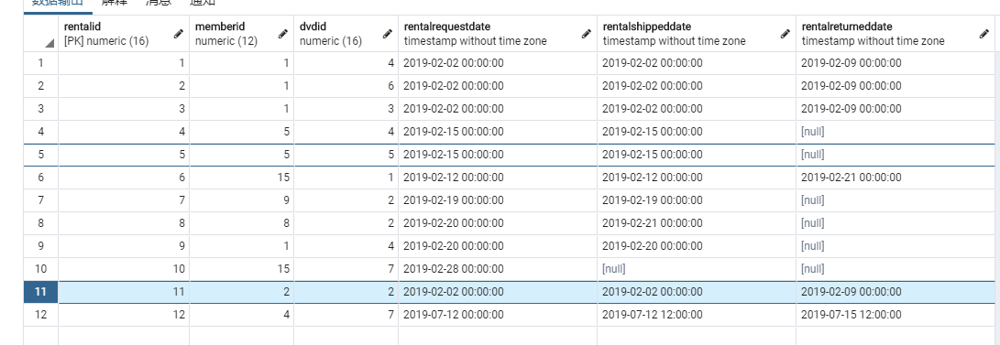 数据输出 解释 消息 通知
rentalid memberid dvdid rentalrequestdate rentalshippeddate rentalreturneddate
[PK] numeric (16) numeric (12) numeric (16) timestamp without time zone timestamp without time zone timestamp without time zone
1 1 1 4 2019-02-02 00:00:00 2019-02-02 00:00:00 2019-02-09 00:00:00
2 2 1 6 2019-02-02 00:00:00 2019-02-02 00:00:00 2019-02-09 00:00:00
3 3 1 3 2019-02-02 00:00:00 2019-02-02 00:00:00 2019-02-09 00:00:00
4 4 5 4 2019-02-15 00:00:00 2019-02-15 00:00:00 [null]
5 5 5 5 2019-02-15 00:00:00 2019-02-15 00:00:00 [null]
6 6 15 1 2019-02-12 00:00:00 2019-02-12 00:00:00 2019-02-21 00:00:00
7 7 9 2 2019-02-19 00:00:00 2019-02-19 00:00:00 [null]
8 8 8 2 2019-02-20 00:00:00 2019-02-21 00:00:00 [null]
9 9 1 4 2019-02-20 00:00:00 2019-02-20 00:00:00 [null]
10 10 15 7 2019-02-28 00:00:00 [null] [null]
11 11 2 2 2019-02-02 00:00:00 2019-02-02 00:00:00 2019-02-09 00:00:00
12 12 4 7 2019-07-12 00:00:00 2019-07-12 12:00:00 2019-07-15 12:00:00